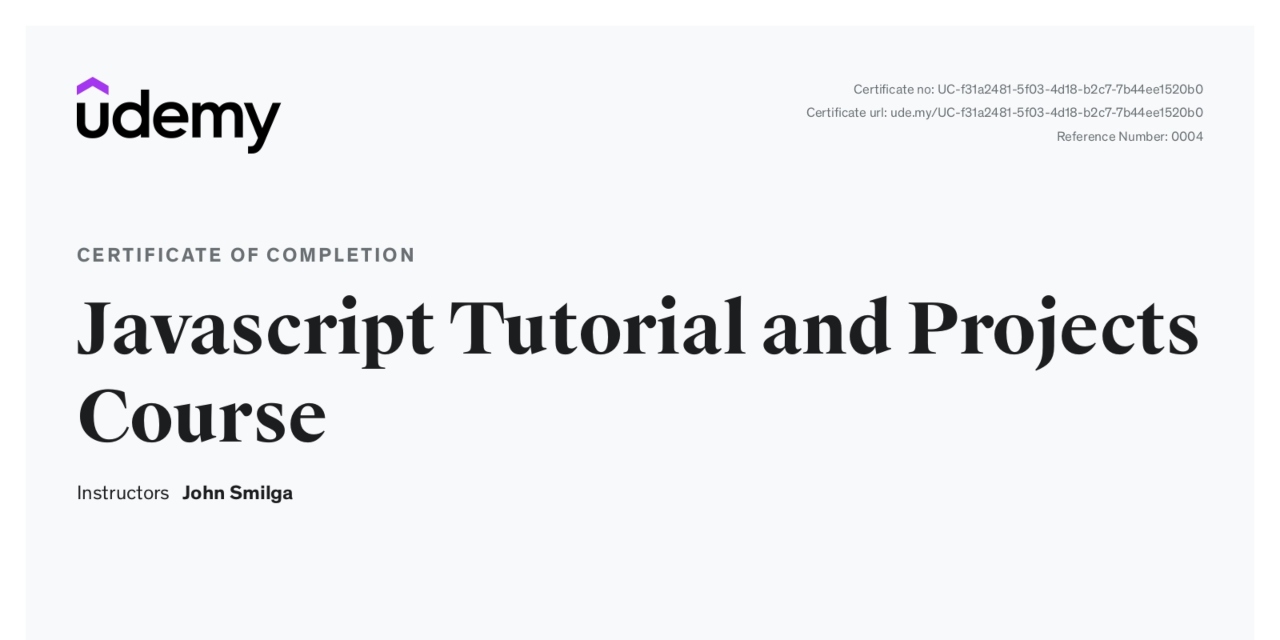 udemy
Certificate no: UC-f31a2481-5f03-4d18-b2c7-7b44ee1520b0
Certificate url: ude.my/UC-f31a2481-5f03-4d18-b2c7-7b44ee1520b0
Reference Number: 0004
CERTIFICATE OF COMPLETION
Javascript Tutorial and Projects
Course
Instructors John Smilga